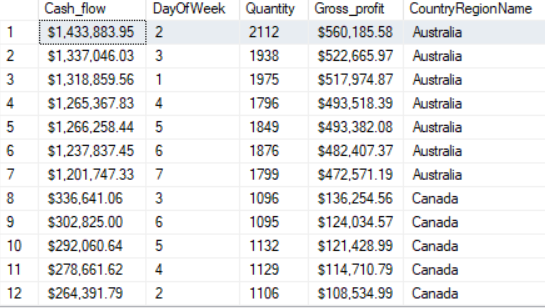 Cash_flow DayOfWeek Quantity Gross_profit CountryRegionName
1 $1,433,883.95 2 2112 $560,185.58 Australia
2 $1,337,046.03 3 1938 $522,665.97 Australia
3 $1,318,859.56 1 1975 $517,974.87 Australia
4 $1,265,367.83 4 1796 $493,518.39 Australia
5 $1,266,258.44 5 1849 $493,382.08 Australia
6 $1,237,837.45 6 1876 $482,407.37 Australia
7 $1,201,747.33 7 1799 $472,571.19 Australia
8 $336,641.06 3 1096 $136,254.56 Canada
9 $302,825.00 6 1095 $124,034.57 Canada
10 $292,060.64 5 1132 $121,428.99 Canada
11 $278,661.62 4 1129 $114,710.79 Canada
12 $264,391.79 2 1106 $108,534.99 Canada